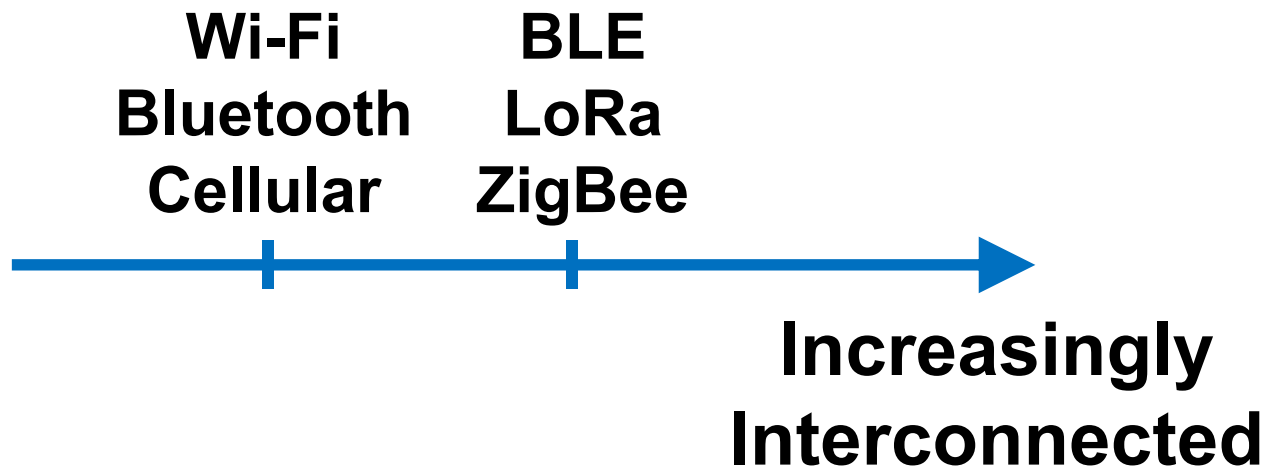 Wi-Fi
Bluetooth
Cellular
BLE
LoRa
ZigBee
Increasingly
Interconnected